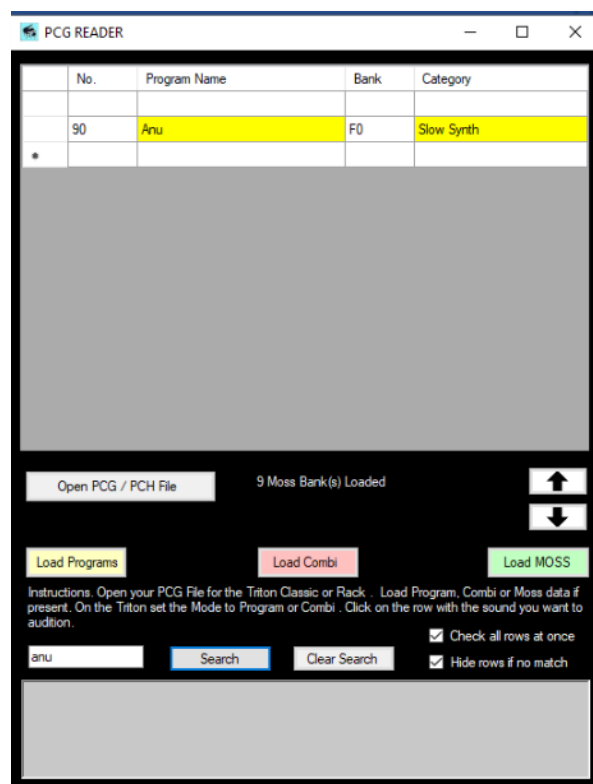 PCG READER
No. Program Name Bank Category
90 Anu F0 Slow Synth
*
Open PCG / PCH File 9 Moss Bank(s) Loaded
Load Programs Load Combi Load MOSS
Instructions. Open your PCG File for the Triton Classic or Rack . Load Program, Combi or Moss data if
present. On the Triton set the Mode to Program or Combi . Click on the row with the sound you want to
audition.
Check all rows at once
anu Search Clear Search Hide rows if no match